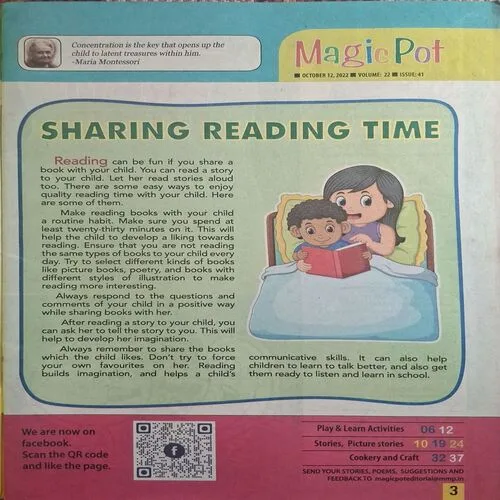 Concentration is the key that opens up the
child to latent treasures within him.
-Maria Montessori
Magic Pot
■ OCTOBER 12, 2022 ■ VOLUME: 22 ■ ISSUE: 41
SHARING READING TIME
Reading can be fun if you share a
book with your child. You can read a story
to your child. Let her read stories aloud
too. There are some easy ways to enjoy
quality reading time with your child. Here
are some of them.
Make reading books with your child
a routine habit. Make sure you spend at
least twenty-thirty minutes on it. This will
help the child to develop a liking towards
reading. Ensure that you are not reading
the same types of books to your child every
day. Try to select different kinds of books
like picture books, poetry, and books with
different styles of illustration to make
reading more interesting.
Always respond to the questions and
comments of your child in a positive way
while sharing books with her.
After reading a story to your child, you
can ask her to tell the story to you. This will
help to develop her imagination.
Always remember to share the books
which the child likes. Don't try to force
your own favourites on her. Reading
builds imagination, and helps a child's
communicative skills. It can also help
children to learn to talk better, and also get
them ready to listen and learn in school.
We are now on
facebook.
Scan the QR code
and like the page.
f
Play & Learn Activities 06 12
Stories, Picture stories 10 19 24
Cookery and Craft 32 37
SEND YOUR STORIES, POEMS, SUGGESTIONS AND
FEEDBACK TO magicpoteditorial@mmp.in
3